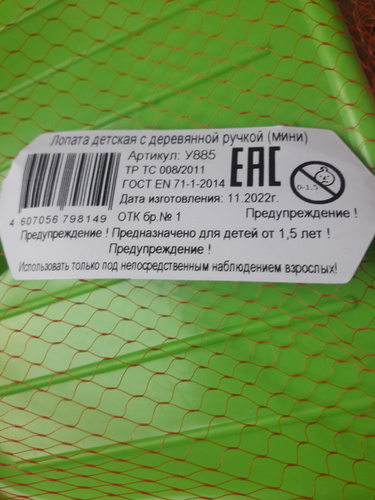 Лопата детская с деревянной ручкой (мини)
Артикул: У885
ТР ТС 008/2011
ГОСТ EN 71-1-2014
Дата изготовления: 11.2022г.
ОТК бр.№ 1
EAC
0-1,5
4 607056 798149
Предупреждение !
Предупреждение ! Предназначено для детей от 1,5 лет !
Предупреждение !
Использовать только под непосредственным наблюдением взрослых!